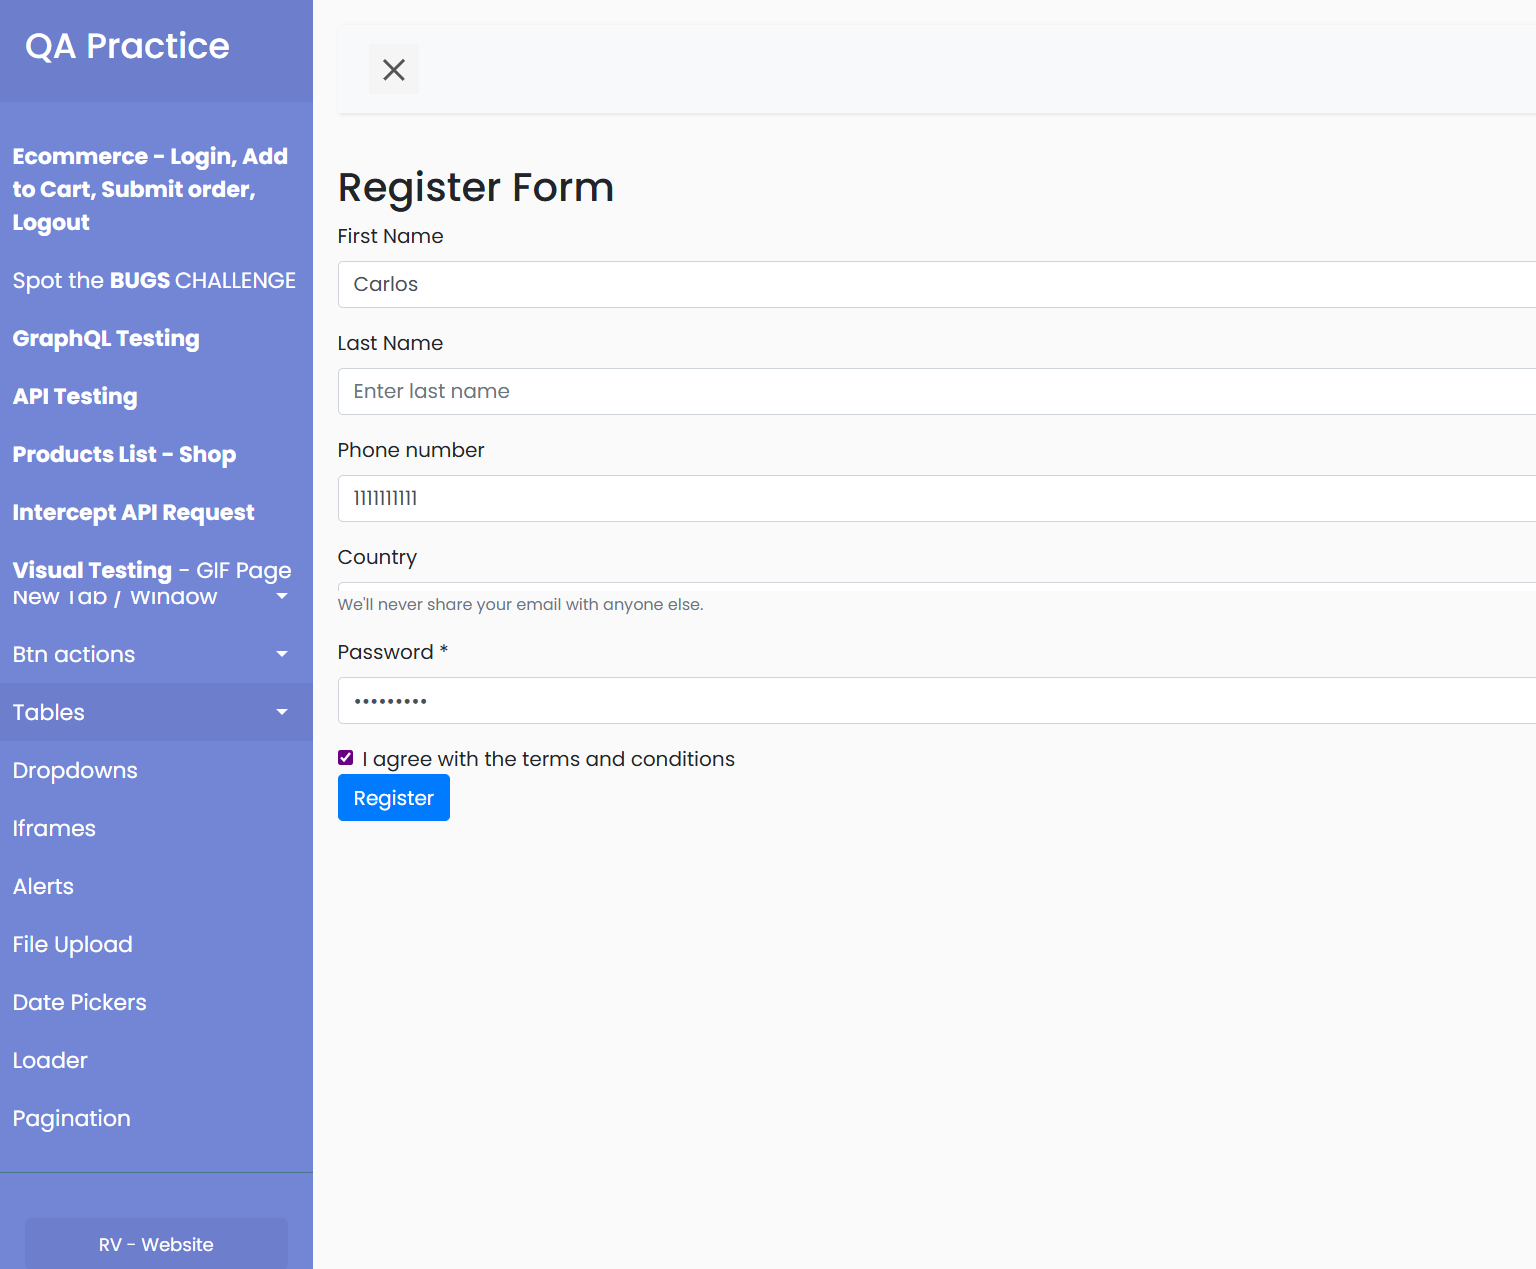 QA Practice
Ecommerce - Login, Add
to Cart, Submit order,
Logout
Spot the BUGS CHALLENGE
GraphQL Testing
API Testing
Products List - Shop
Intercept API Request
Visual Testing - GIF Page
New Tab / Window
Btn actions
Tables
Dropdowns
Iframes
Alerts
File Upload
Date Pickers
Loader
Pagination
RV - Website
Register Form
First Name
Carlos
Last Name
Enter last name
Phone number
1111111111
Country
We'll never share your email with anyone else.
Password *
•••••••••
I agree with the terms and conditions
Register